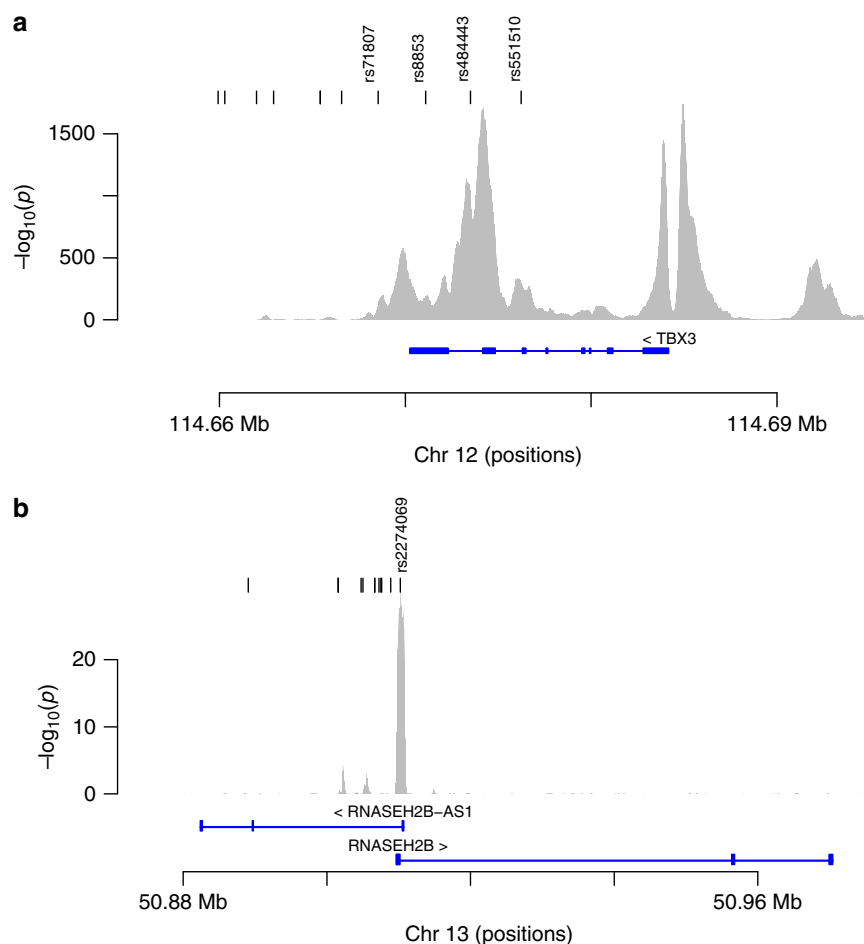 a
rs71807
rs8853
rs484443
rs551510
1500
500
0
−log10(p)
< TBX3
114.66 Mb
114.69 Mb
Chr 12 (positions)
b
rs2274069
20
10
0
−log10(p)
< RNASEH2B−AS1
RNASEH2B >
50.88 Mb
50.96 Mb
Chr 13 (positions)